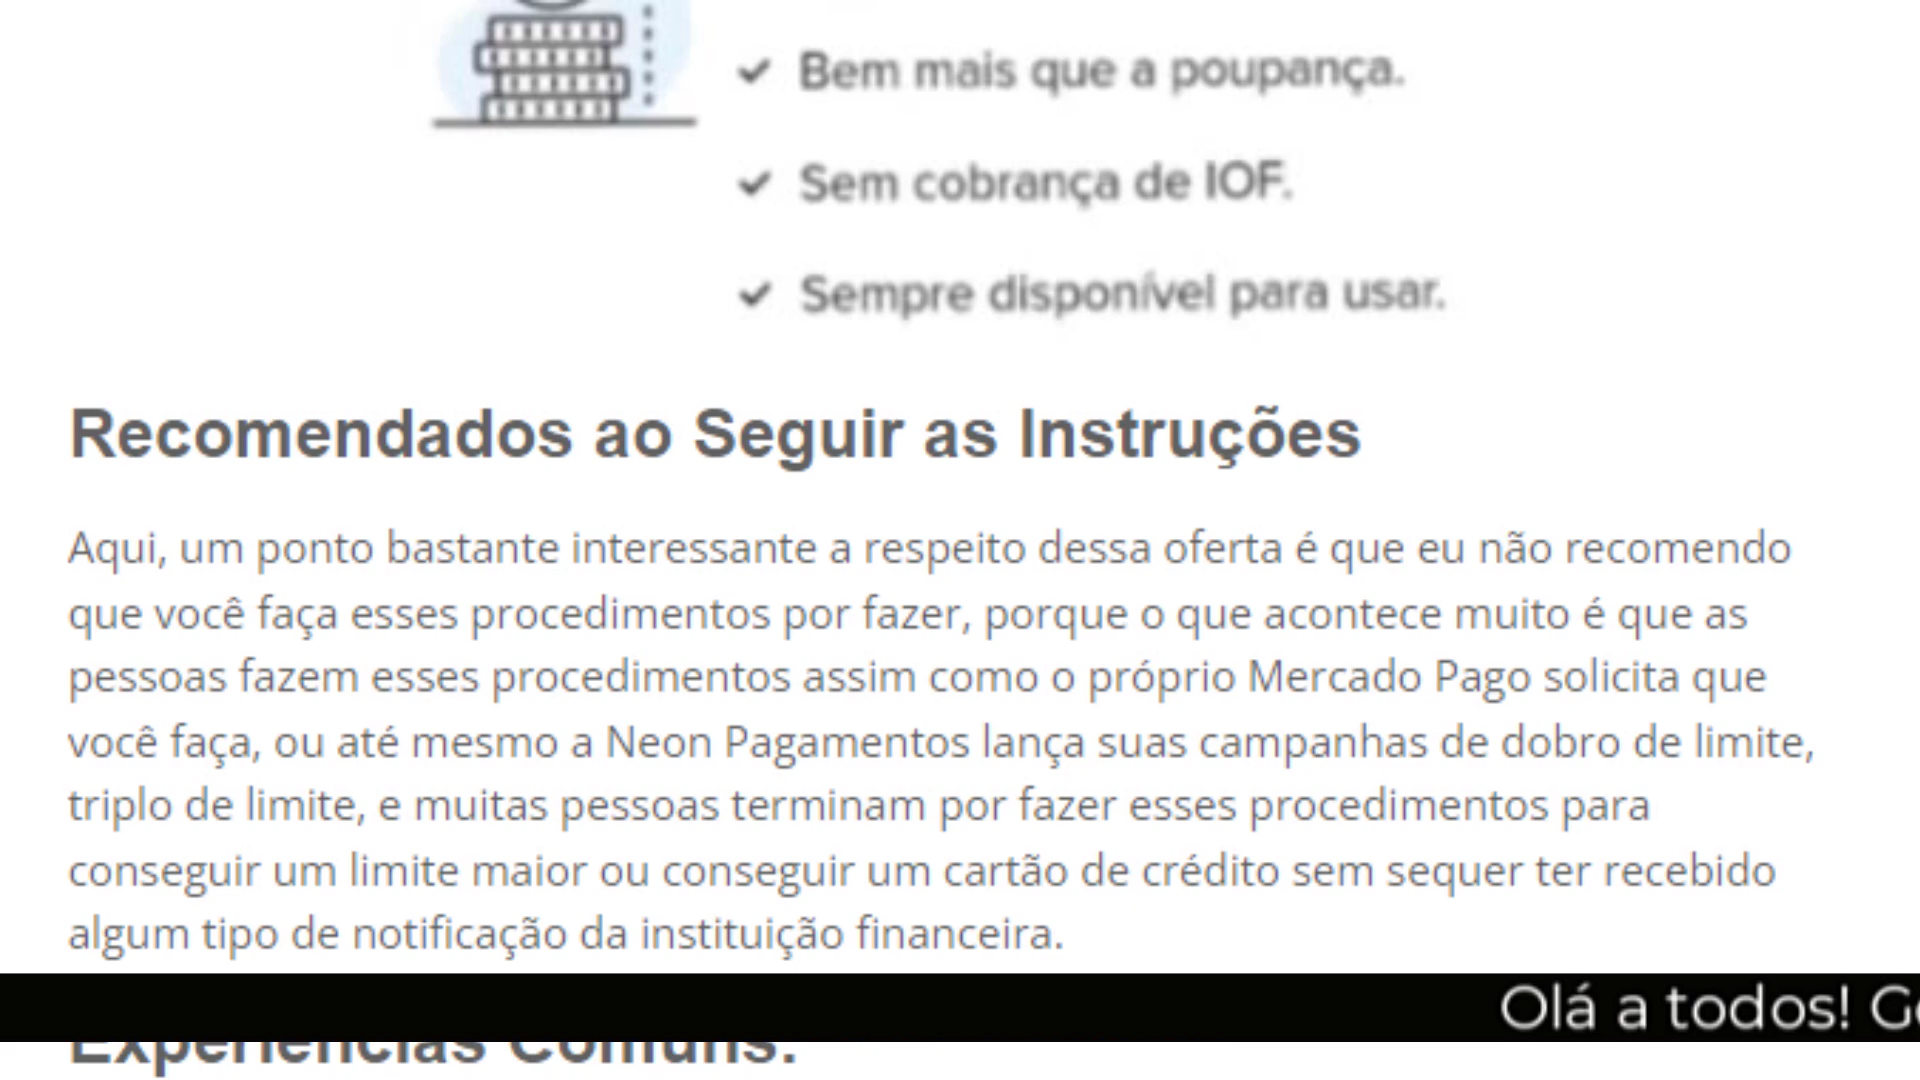 Bem mais que a poupança.
Sem cobrança de IOF.
Sempre disponível para usar.
Recomendados ao Seguir as Instruções
Aqui, um ponto bastante interessante a respeito dessa oferta é que eu não recomendo
que você faça esses procedimentos por fazer, porque o que acontece muito é que as
pessoas fazem esses procedimentos assim como o próprio Mercado Pago solicita que
você faça, ou até mesmo a Neon Pagamentos lança suas campanhas de dobro de limite,
triplo de limite, e muitas pessoas terminam por fazer esses procedimentos para
conseguir um limite maior ou conseguir um cartão de crédito sem sequer ter recebido
algum tipo de notificação da instituição financeira.
Olá a todos!
Experiências Comuns: